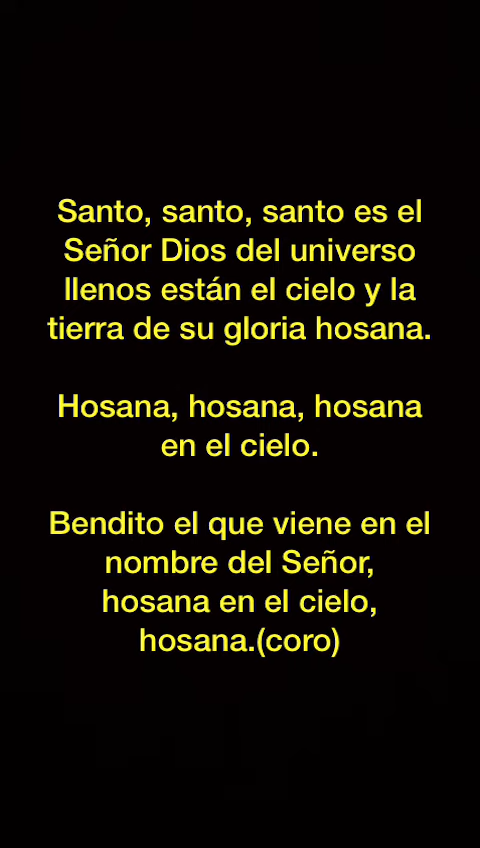 Santo, santo, santo es el
Señor Dios del universo
llenos están el cielo y la
tierra de su gloria hosana.
Hosana, hosana, hosana
en el cielo.
Bendito el que viene en el
nombre del Señor,
hosana en el cielo,
hosana.(coro)